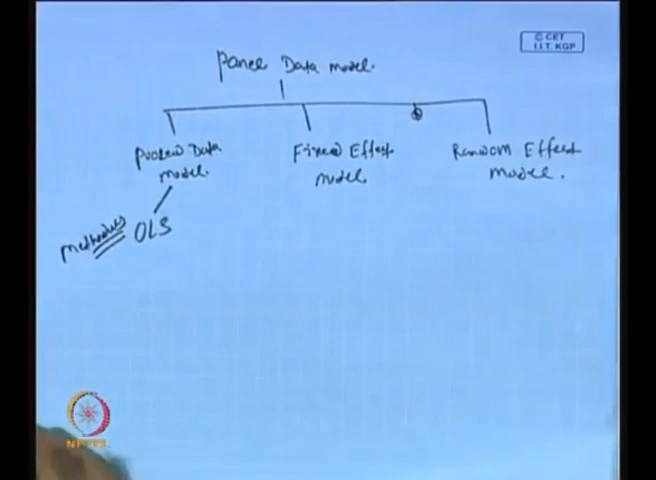 © CET
I.I.T. KGP
Panel Data model.
Pooled Data
model.
Fixed Effect
model.
Random Effect
model.
Methods
OLS
NPTEL